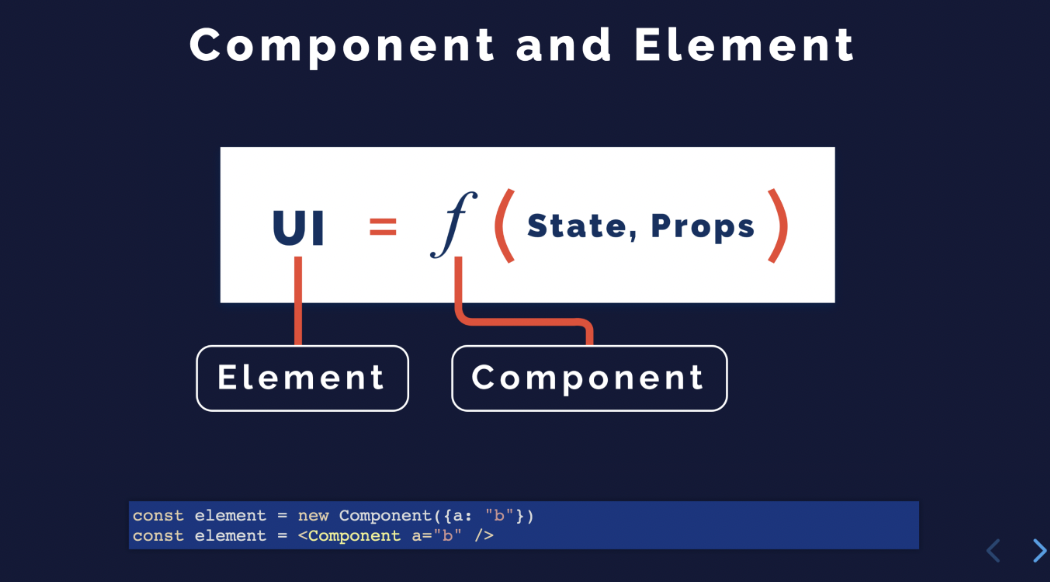 Component and Element
UI = f ( State, Props )
Element
Component
const element = new Component({a: "b"})
const element = <Component a="b" />